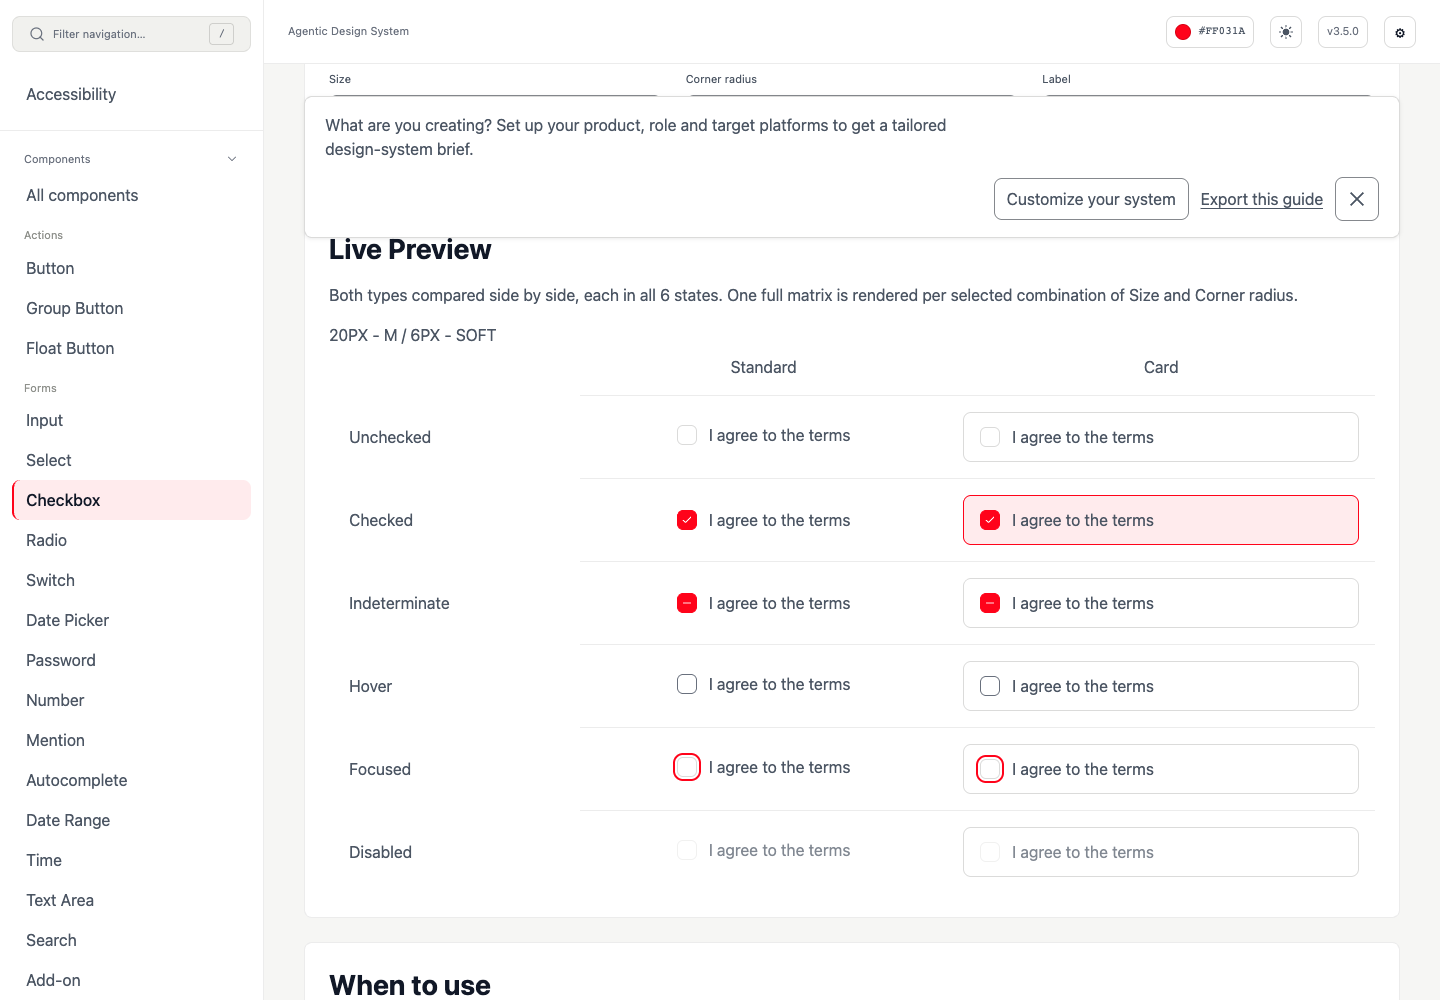 Filter navigation...
/
Agentic Design System
#FF031A
v3.5.0
Accessibility
Components
All components
Actions
Button
Group Button
Float Button
Forms
Input
Select
Checkbox
Radio
Switch
Date Picker
Password
Number
Mention
Autocomplete
Date Range
Time
Text Area
Search
Add-on
Size
Corner radius
Label
What are you creating? Set up your product, role and target platforms to get a tailored
design-system brief.
Customize your system
Export this guide
Live Preview
Both types compared side by side, each in all 6 states. One full matrix is rendered per selected combination of Size and Corner radius.
20PX - M / 6PX - SOFT
Standard
Card
Unchecked
I agree to the terms
I agree to the terms
Checked
I agree to the terms
I agree to the terms
Indeterminate
I agree to the terms
I agree to the terms
Hover
I agree to the terms
I agree to the terms
Focused
I agree to the terms
I agree to the terms
Disabled
I agree to the terms
I agree to the terms
When to use